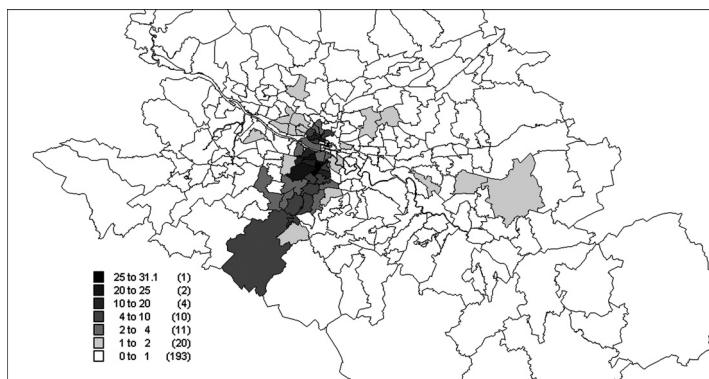 25 to 31.1 (1)
20 to 25 (2)
10 to 20 (4)
4 to 10 (10)
2 to 4 (11)
1 to 2 (20)
0 to 1 (193)